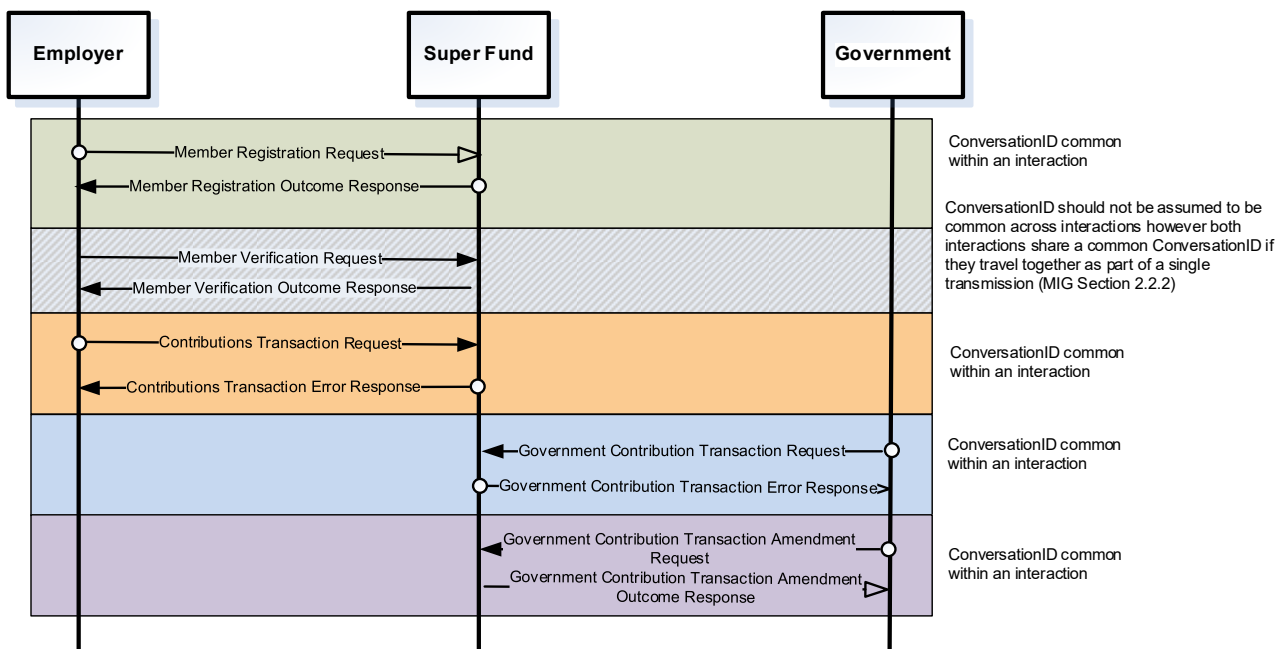 Employer
Super Fund
Government
Member Registration Request
Member Registration Outcome Response
ConversationID common
within an interaction
ConversationID should not be assumed to be
common across interactions however both
interactions share a common ConversationID if
they travel together as part of a single
transmission (MIG Section 2.2.2)
Member Verification Request
Member Verification Outcome Response
Contributions Transaction Request
Contributions Transaction Error Response
ConversationID common
within an interaction
Government Contribution Transaction Request
Government Contribution Transaction Error Response
ConversationID common
within an interaction
Government Contribution Transaction Amendment
Request
Government Contribution Transaction Amendment
Outcome Response
ConversationID common
within an interaction